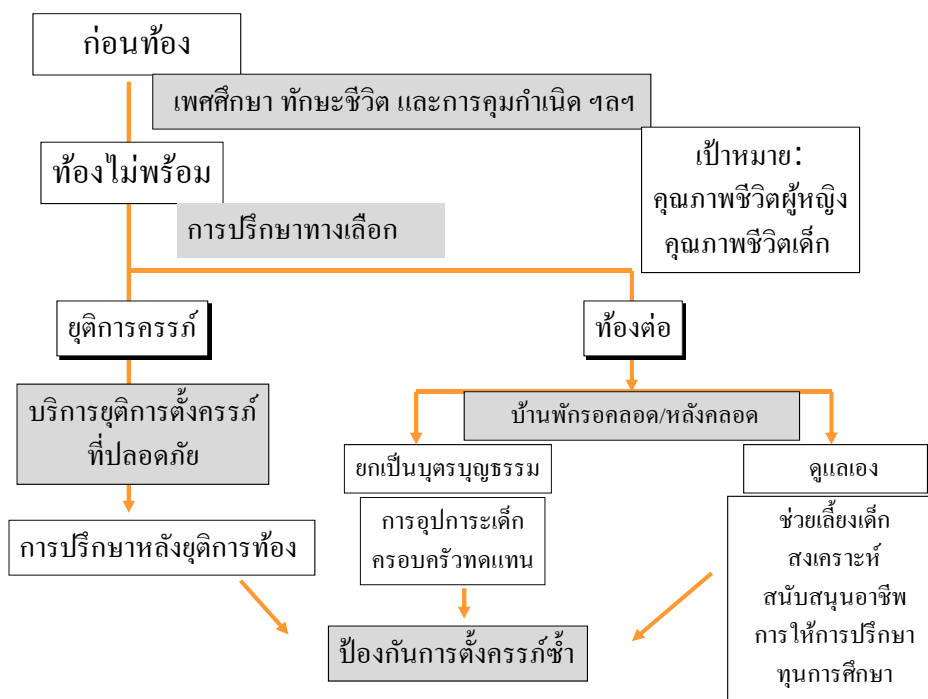 ก่อนท้อง
เพศศึกษา ทักษะชีวิต และการคุมกำเนิด ฯลฯ
เป้าหมาย:
คุณภาพชีวิตผู้หญิง
คุณภาพชีวิตเด็ก
ท้องไม่พร้อม
การปรึกษาทางเลือก
ยุติการครรภ์
ท้องต่อ
บริการยุติการตั้งครรภ์
ที่ปลอดภัย
บ้านพักรอคลอด/หลังคลอด
ยกเป็นบุตรบุญธรรม
ดูแลเอง
การปรึกษาหลังยุติการท้อง
การอุปการะเด็ก
ครอบครัวทดแทน
ช่วยเลี้ยงเด็ก
สงเคราะห์
สนับสนุนอาชีพ
การให้การปรึกษา
ทุนการศึกษา
ป้องกันการตั้งครรภ์ซ้ำ